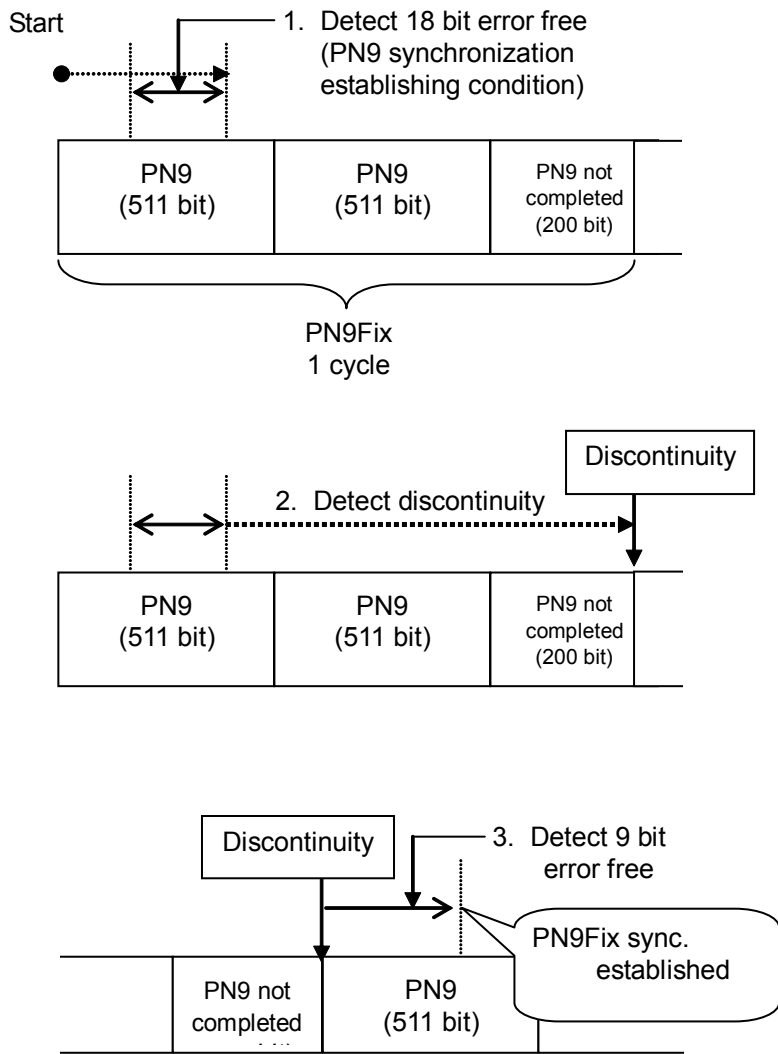 Start
1. Detect 18 bit error free
(PN9 synchronization
establishing condition)
PN9
(511 bit)
PN9
(511 bit)
PN9 not
completed
(200 bit)
PN9Fix
1 cycle
Discontinuity
2. Detect discontinuity
PN9
(511 bit)
PN9
(511 bit)
PN9 not
completed
(200 bit)
Discontinuity
3. Detect 9 bit
error free
PN9Fix sync.
established
PN9 not
completed
PN9
(511 bit)